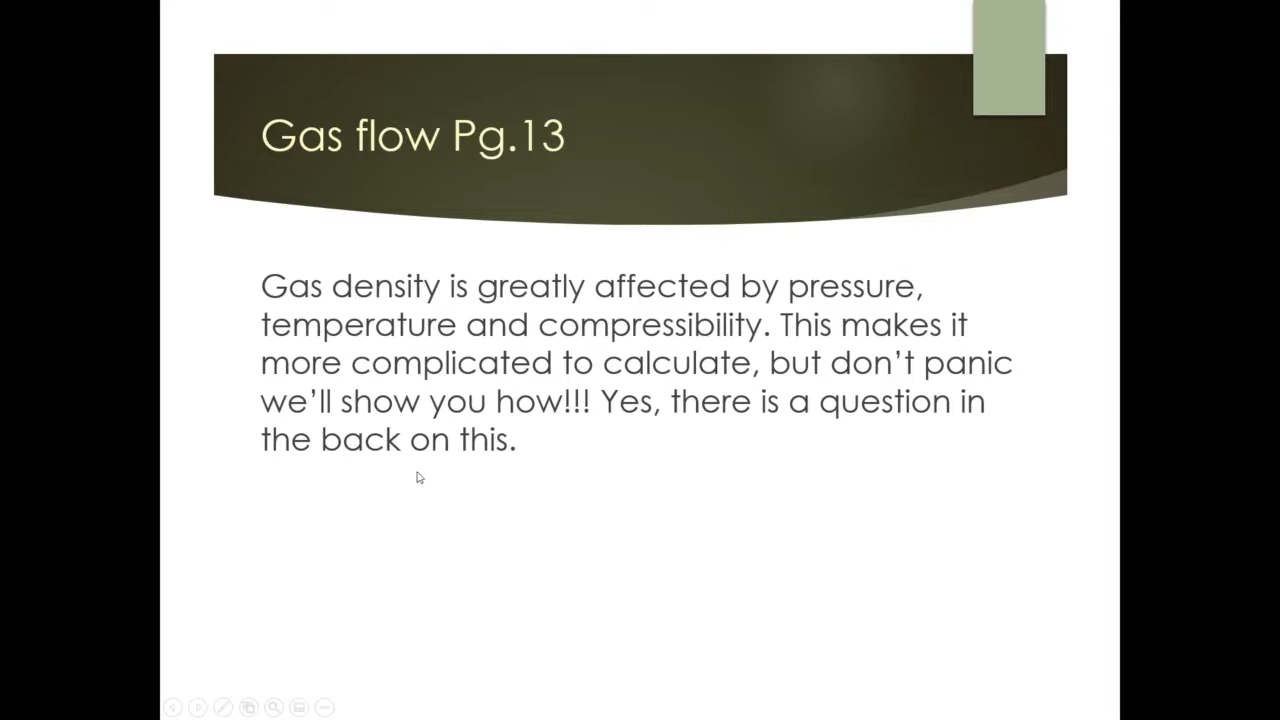 Gas flow Pg.13
Gas density is greatly affected by pressure,
temperature and compressibility. This makes it
more complicated to calculate, but don’t panic
we’ll show you how!!! Yes, there is a question in
the back on this.